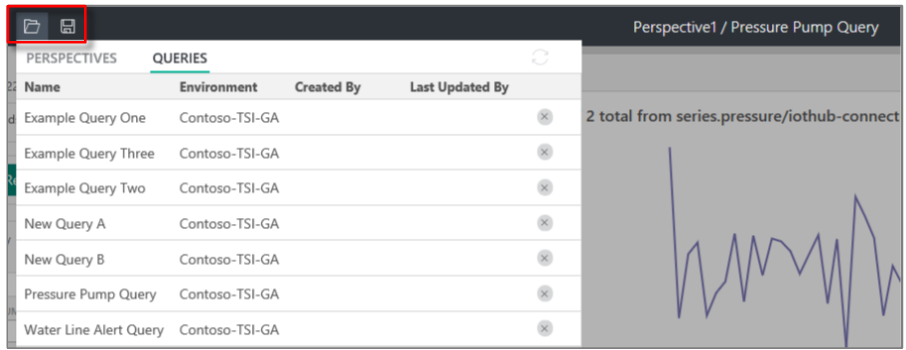 Perspective1 / Pressure Pump Query
PERSPECTIVES QUERIES
Name Environment Created By Last Updated By
Example Query One Contoso-TSI-GA
2 total from series.pressure/iothub-connect
Example Query Three Contoso-TSI-GA
Example Query Two Contoso-TSI-GA
New Query A Contoso-TSI-GA
New Query B Contoso-TSI-GA
Pressure Pump Query Contoso-TSI-GA
Water Line Alert Query Contoso-TSI-GA